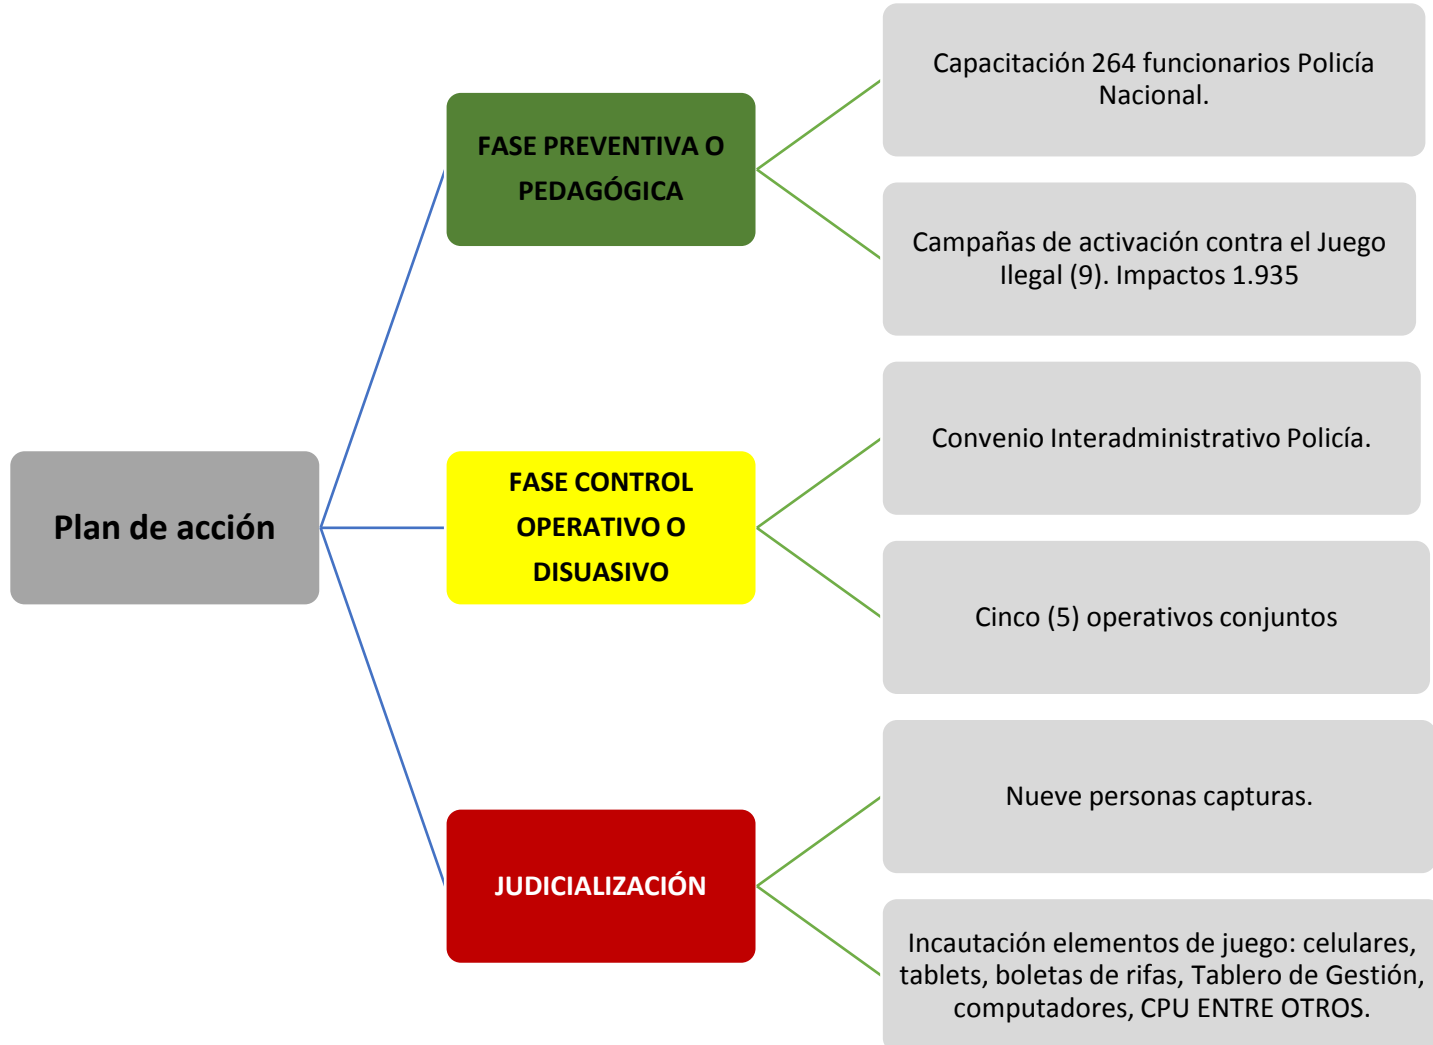 Plan de acción
FASE PREVENTIVA O
PEDAGÓGICA
Capacitación 264 funcionarios Policía
Nacional.
Campañas de activación contra el Juego
Ilegal (9). Impactos 1.935
FASE CONTROL
OPERATIVO O
DISUASIVO
Convenio Interadministrativo Policía.
Cinco (5) operativos conjuntos
JUDICIALIZACIÓN
Nueve personas capturas.
Incautación elementos de juego: celulares,
tablets, boletas de rifas, Tablero de Gestión,
computadores, CPU ENTRE OTROS.